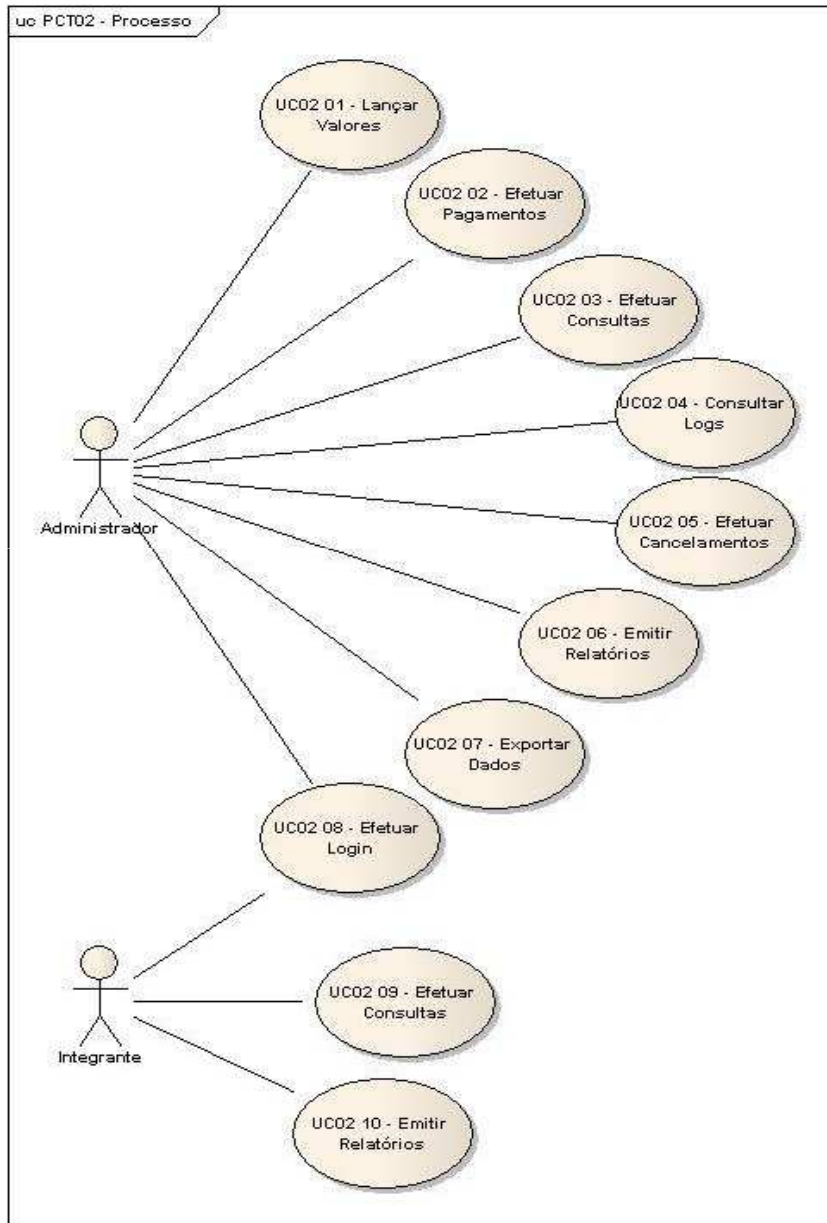 uc PCT02 - Processo
UC02 01 - Lançar
Valores
UC02 02 - Efetuar
Pagamentos
UC02 03 - Efetuar
Consultas
UC02 04 - Consultar
Logs
Administrador
UC02 05 - Efetuar
Cancelamentos
UC02 06 - Emitir
Relatórios
UC02 07 - Exportar
Dados
UC02 08 - Efetuar
Login
Integrante
UC02 09 - Efetuar
Consultas
UC02 10 - Emitir
Relatórios